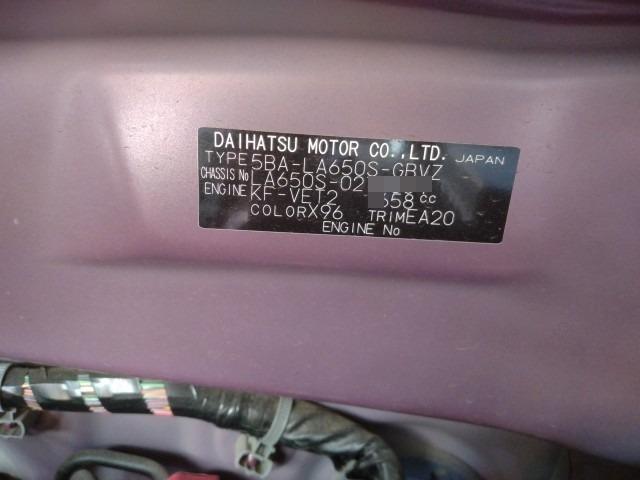 DAIHATSU MOTOR CO.,LTD. JAPAN
TYPE 5BA-LA650S-GBVZ
CHASSIS No LA650S-02
ENGINE KF-VET2 658 cc
COLOR X96 TRIM EA20
ENGINE No